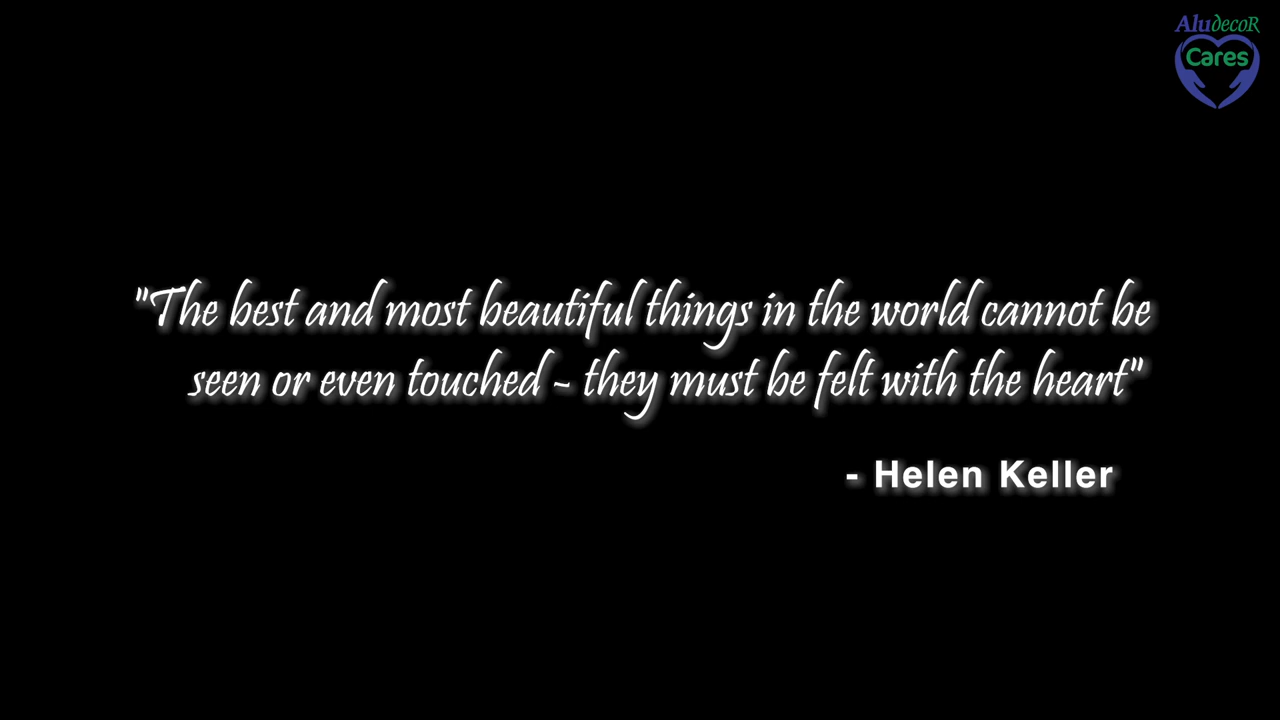 AludecoR
Cares
"The best and most beautiful things in the world cannot be
seen or even touched - they must be felt with the heart"
- Helen Keller